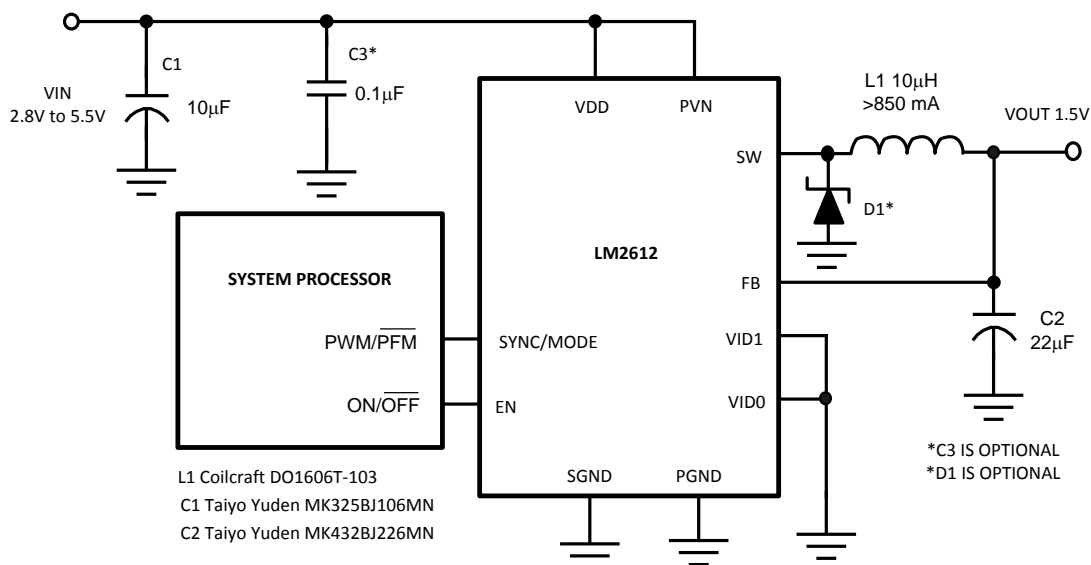 C1
C3*
VIN
2.8V to 5.5V
10μF
0.1μF
VDD
PVN
L1 10μH
>850 mA
VOUT 1.5V
SW
D1*
LM2612
SYSTEM PROCESSOR
FB
PWM/PFM
SYNC/MODE
VID1
C2
22μF
ON/OFF
EN
VID0
*C3 IS OPTIONAL
*D1 IS OPTIONAL
SGND
PGND
L1 Coilcraft DO1606T-103
C1 Taiyo Yuden MK325BJ106MN
C2 Taiyo Yuden MK432BJ226MN